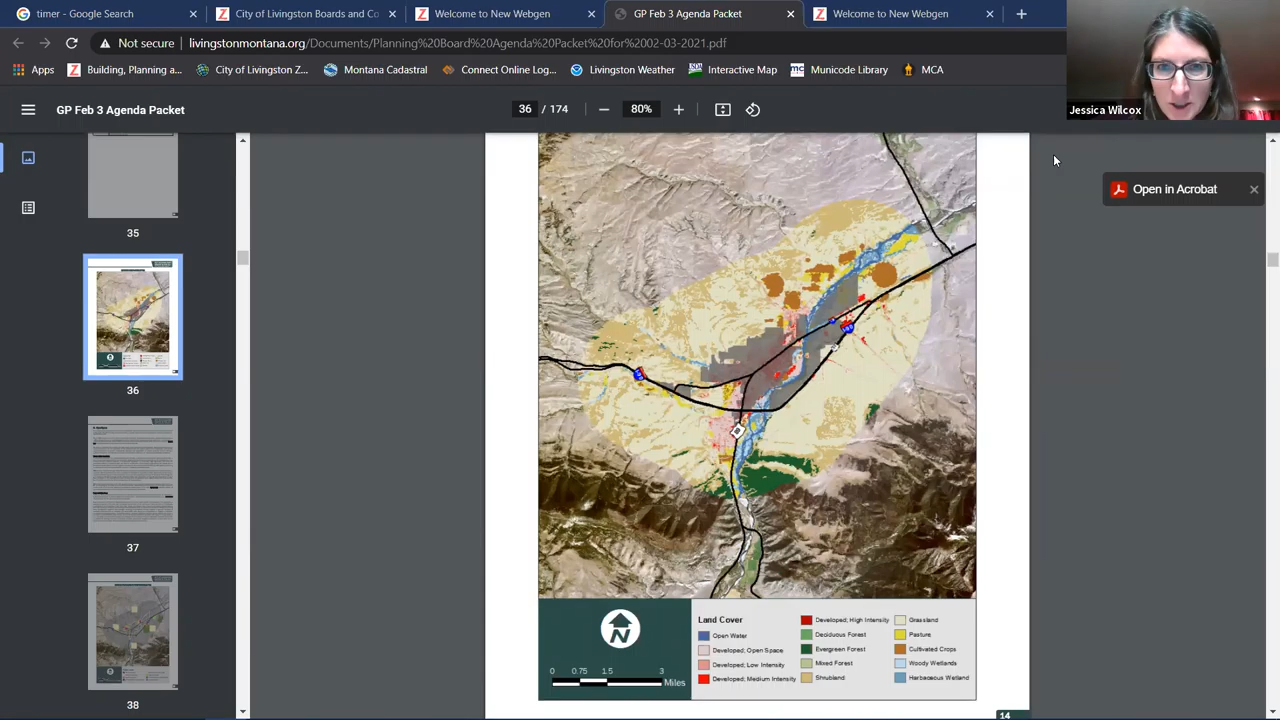 timer - Google Search
City of Livingston Boards and Co
Welcome to New Webgen
GP Feb 3 Agenda Packet
Welcome to New Webgen
Not secure | livingstonmontana.org/Documents/Planning%20Board%20Agenda%20Packet%20for%2002-03-2021.pdf
Apps
Building, Planning a...
City of Livingston Z...
Montana Cadastral
Livingston Weather
Interactive Map
Municode Library
MCA
GP Feb 3 Agenda Packet
36 / 174
80%
Jessica Wilcox
Open in Acrobat
35
36
37
38
Land Cover
Open Water
Developed; Open Space
Developed; Low Intensity
Developed; Medium Intensity
Developed; High Intensity
Deciduous Forest
Evergreen Forest
Mixed Forest
Shrubland
Grassland
Pasture
Cultivated Crops
Woody Wetlands
Herbaceous Wetland
N
0 0.75 1.5 3
Miles
14